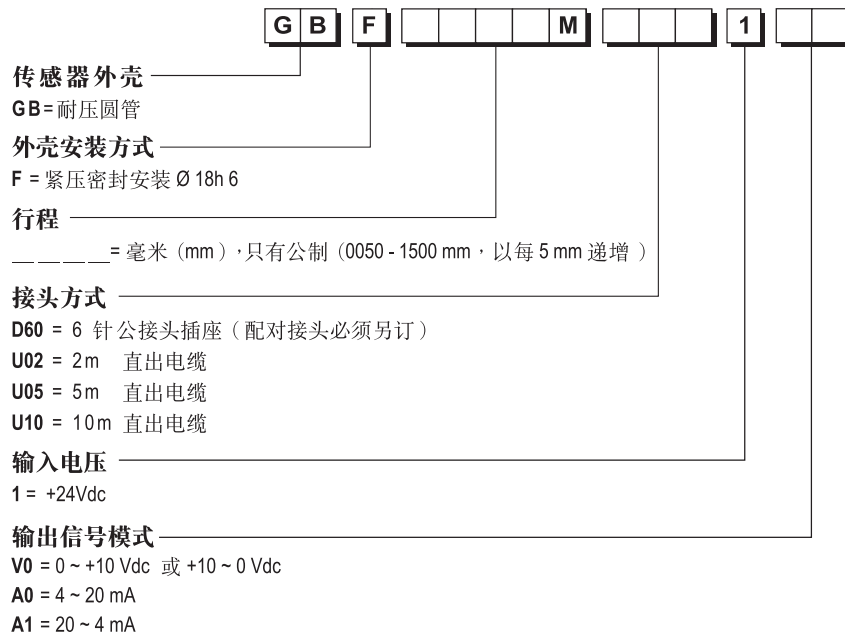 GB F M 1
传感器外壳
GB=耐压圆管
外壳安装方式
F = 紧压密封安装 Ø 18h 6
行程
_ _ _ _ = 毫米（mm），只有公制（0050 - 1500 mm，以每 5 mm 递增 ）
接头方式
D60 = 6 针公接头插座（配对接头必须另订）
U02 = 2m 直出电缆
U05 = 5m 直出电缆
U10 = 10m 直出电缆
输入电压
1 = +24Vdc
输出信号模式
V0 = 0 ~ +10 Vdc 或 +10 ~ 0 Vdc
A0 = 4 ~ 20 mA
A1 = 20 ~ 4 mA